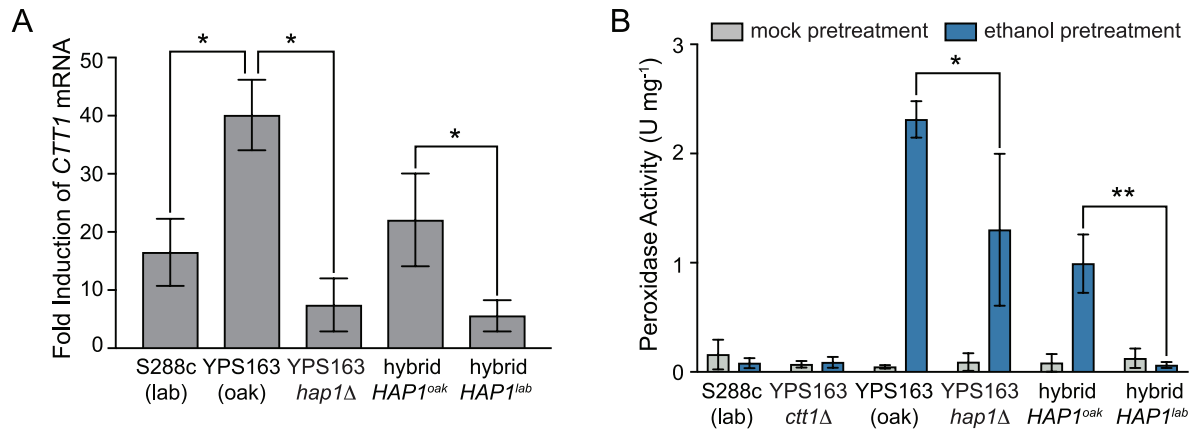 A
Fold Induction of CTT1 mRNA
50
40
30
20
10
0
*
*
*
S288c
(lab)
YPS163
(oak)
YPS163
hap1Δ
hybrid
HAP1oak
hybrid
HAP1lab
B
mock pretreatment
ethanol pretreatment
Peroxidase Activity (U mg-1)
3
2
1
0
*
**
S288c
(lab)
YPS163
ctt1Δ
YPS163
(oak)
YPS163
hap1Δ
hybrid
HAP1oak
hybrid
HAP1lab